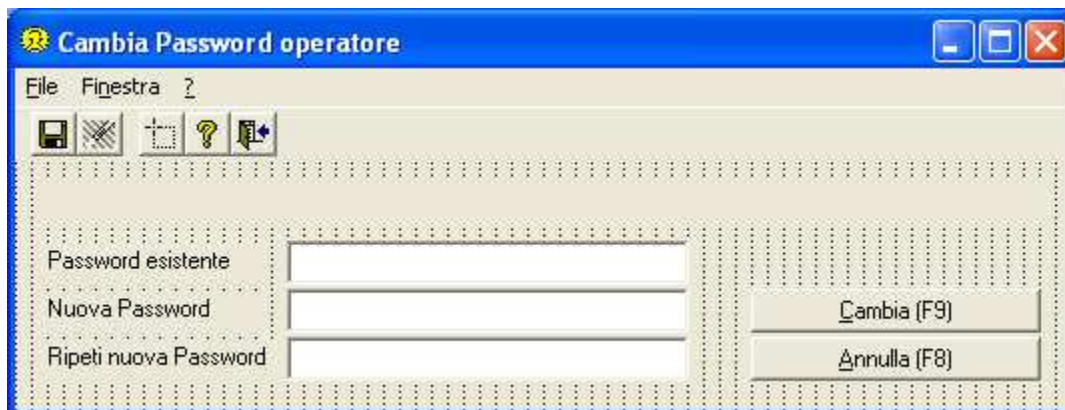 Cambia Password operatore
File Finestra ?
Password esistente
Nuova Password
Cambia (F9)
Ripeti nuova Password
Annulla (F8)